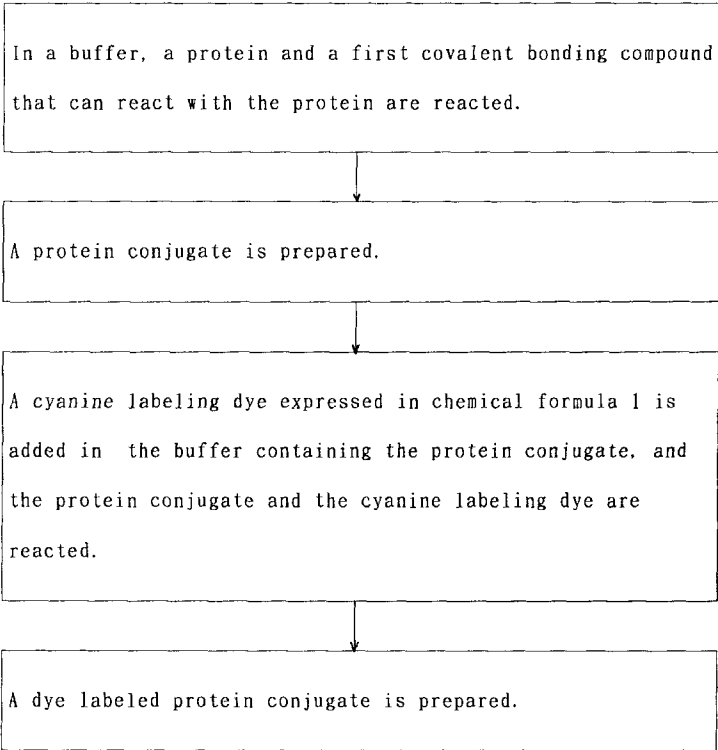 In a buffer, a protein and a first covalent bonding compound
that can react with the protein are reacted.
A protein conjugate is prepared.
A cyanine labeling dye expressed in chemical formula 1 is
added in the buffer containing the protein conjugate, and
the protein conjugate and the cyanine labeling dye are
reacted.
A dye labeled protein conjugate is prepared.